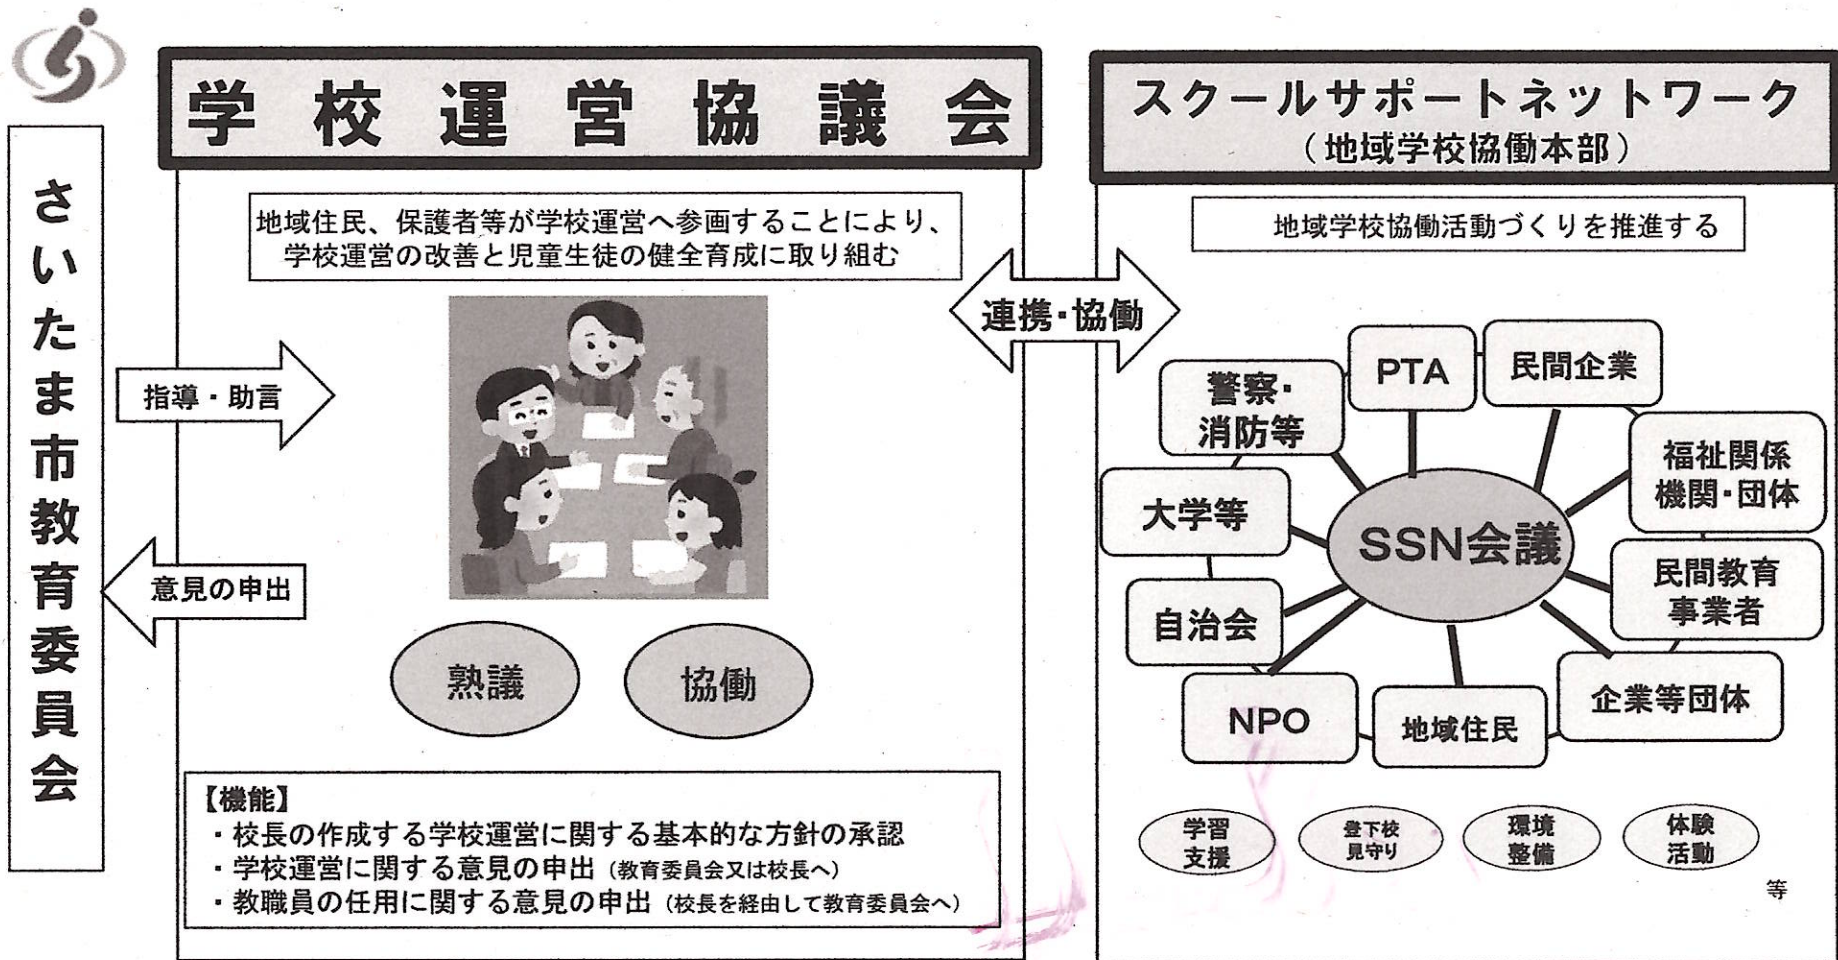 さいたま市教育委員会
学校運営協議会
地域住民、保護者等が学校運営へ参画することにより、
学校運営の改善と児童生徒の健全育成に取り組む
指導・助言
意見の申出
熟議
協働
【機能】
・校長の作成する学校運営に関する基本的な方針の承認
・学校運営に関する意見の申出（教育委員会又は校長へ）
・教職員の任用に関する意見の申出（校長を経由して教育委員会へ）
連携・協働
スクールサポートネットワーク
（地域学校協働本部）
地域学校協働活動づくりを推進する
PTA
民間企業
警察・
消防等
福祉関係
機関・団体
大学等
SSN会議
民間教育
事業者
自治会
企業等団体
NPO
地域住民
学習
支援
登下校
見守り
環境
整備
体験
活動
等